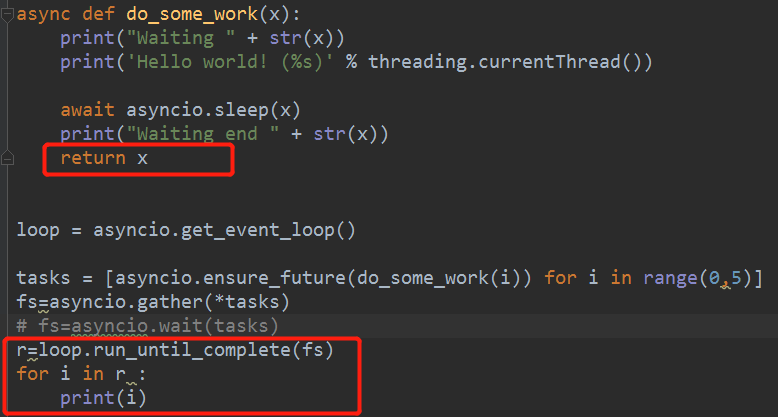 async def do_some_work(x):
    print("Waiting " + str(x))
    print('Hello world! (%s)' % threading.currentThread())
    await asyncio.sleep(x)
    print("Waiting end " + str(x))
    return x
loop = asyncio.get_event_loop()
tasks = [asyncio.ensure_future(do_some_work(i)) for i in range(0,5)]
fs=asyncio.gather(*tasks)
# fs=asyncio.wait(tasks)
r=loop.run_until_complete(fs)
for i in r :
    print(i)